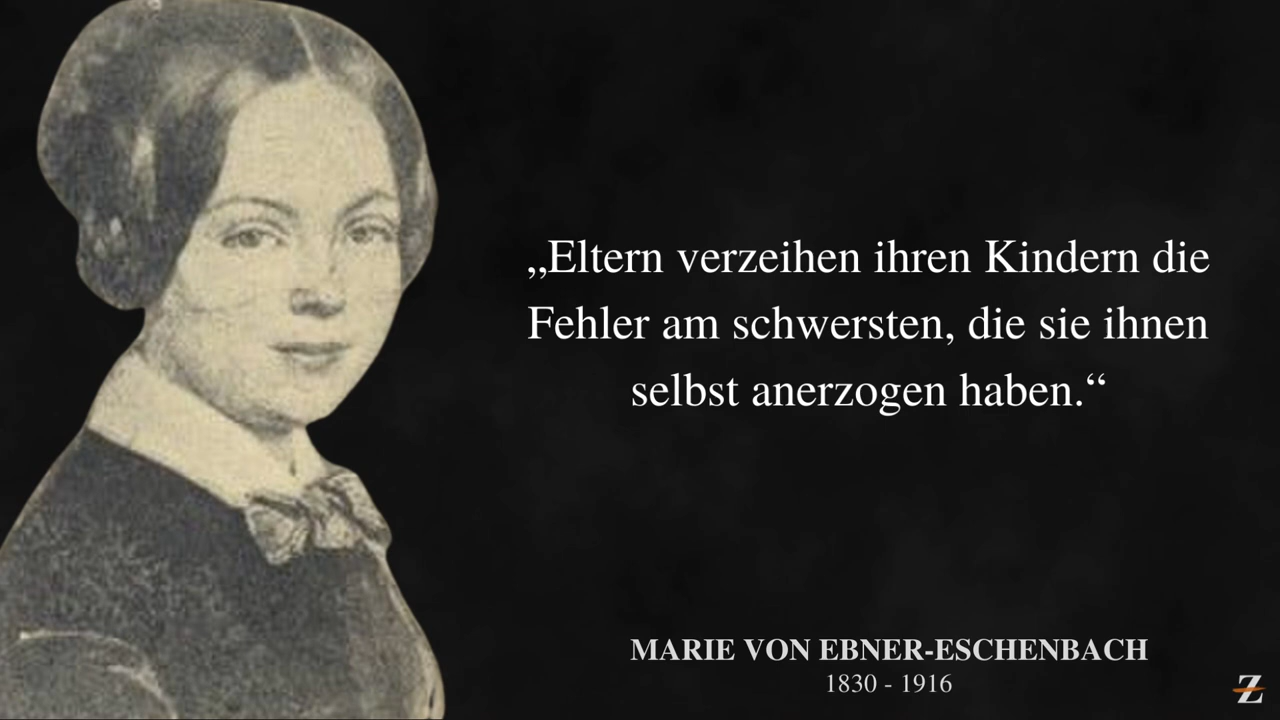 „Eltern verzeihen ihren Kindern die
Fehler am schwersten, die sie ihnen
selbst anerzogen haben.“
MARIE VON EBNER-ESCHENBACH
1830 - 1916
Z